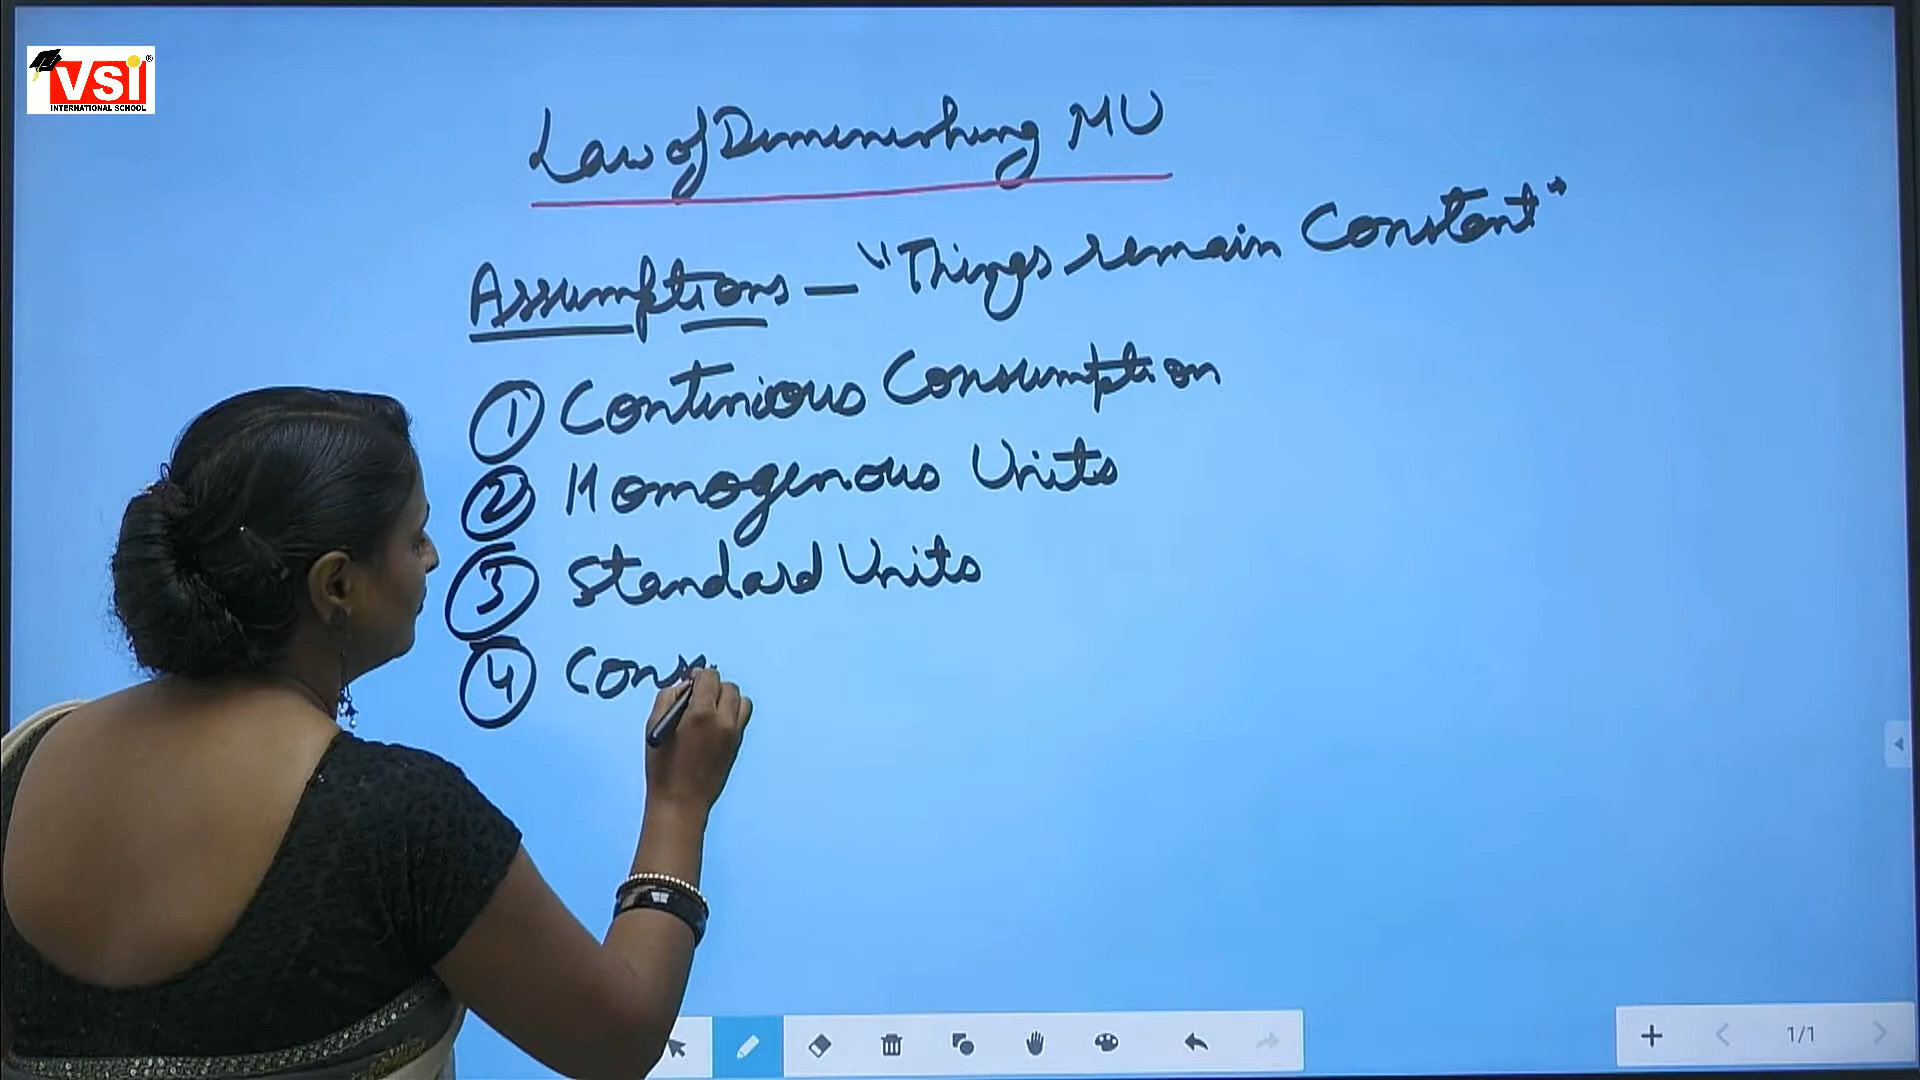 VSI
INTERNATIONAL SCHOOL
Law of Diminishing MU
Assumptions — "Things remain Constant"
① Continious Consumption
② Homogenous Units
③ Standard Units
④ Cons
1/1